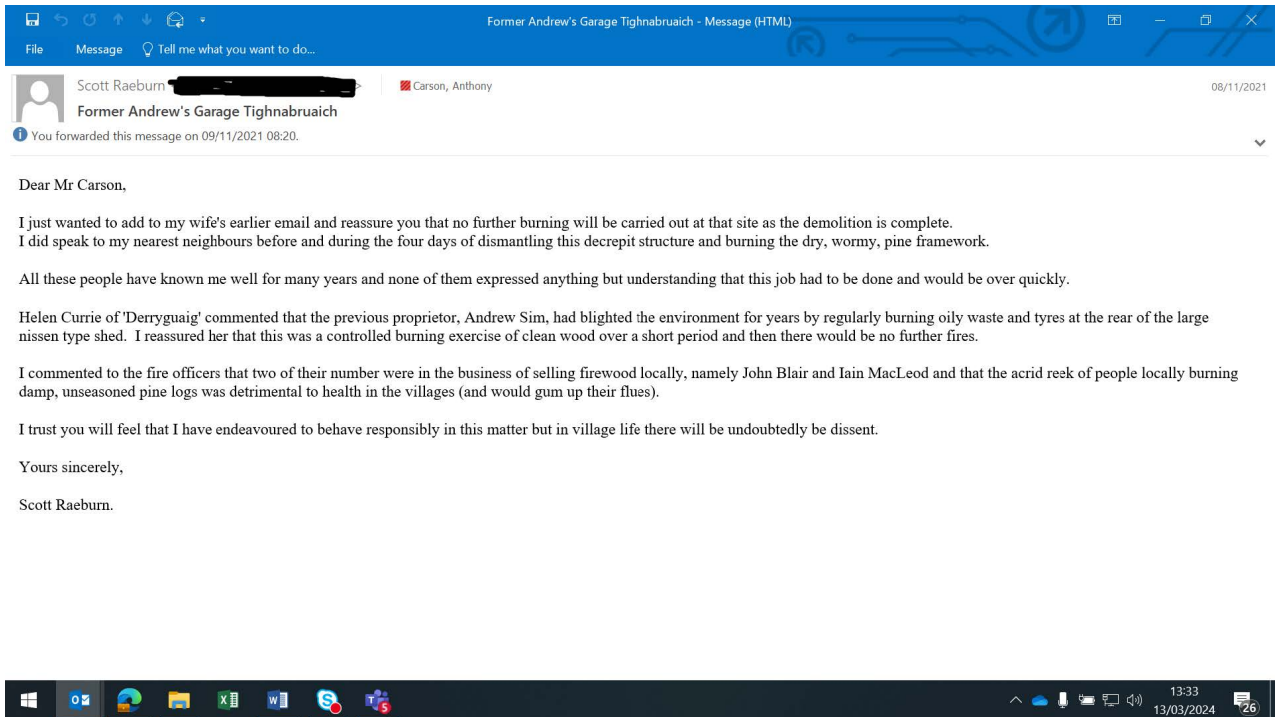 Former Andrew's Garage Tighnabruaich - Message (HTML)
File Message Tell me what you want to do...
Scott Raeburn > Carson, Anthony 08/11/2021
Former Andrew's Garage Tighnabruaich
You forwarded this message on 09/11/2021 08:20.
Dear Mr Carson,
I just wanted to add to my wife's earlier email and reassure you that no further burning will be carried out at that site as the demolition is complete.
I did speak to my nearest neighbours before and during the four days of dismantling this decrepit structure and burning the dry, wormy, pine framework.
All these people have known me well for many years and none of them expressed anything but understanding that this job had to be done and would be over quickly.
Helen Currie of 'Derryguaig' commented that the previous proprietor, Andrew Sim, had blighted the environment for years by regularly burning oily waste and tyres at the rear of the large
nissen type shed.  I reassured her that this was a controlled burning exercise of clean wood over a short period and then there would be no further fires.
I commented to the fire officers that two of their number were in the business of selling firewood locally, namely John Blair and Iain MacLeod and that the acrid reek of people locally burning
damp, unseasoned pine logs was detrimental to health in the villages (and would gum up their flues).
I trust you will feel that I have endeavoured to behave responsibly in this matter but in village life there will be undoubtedly be dissent.
Yours sincerely,
Scott Raeburn.
13:33
13/03/2024
5
26